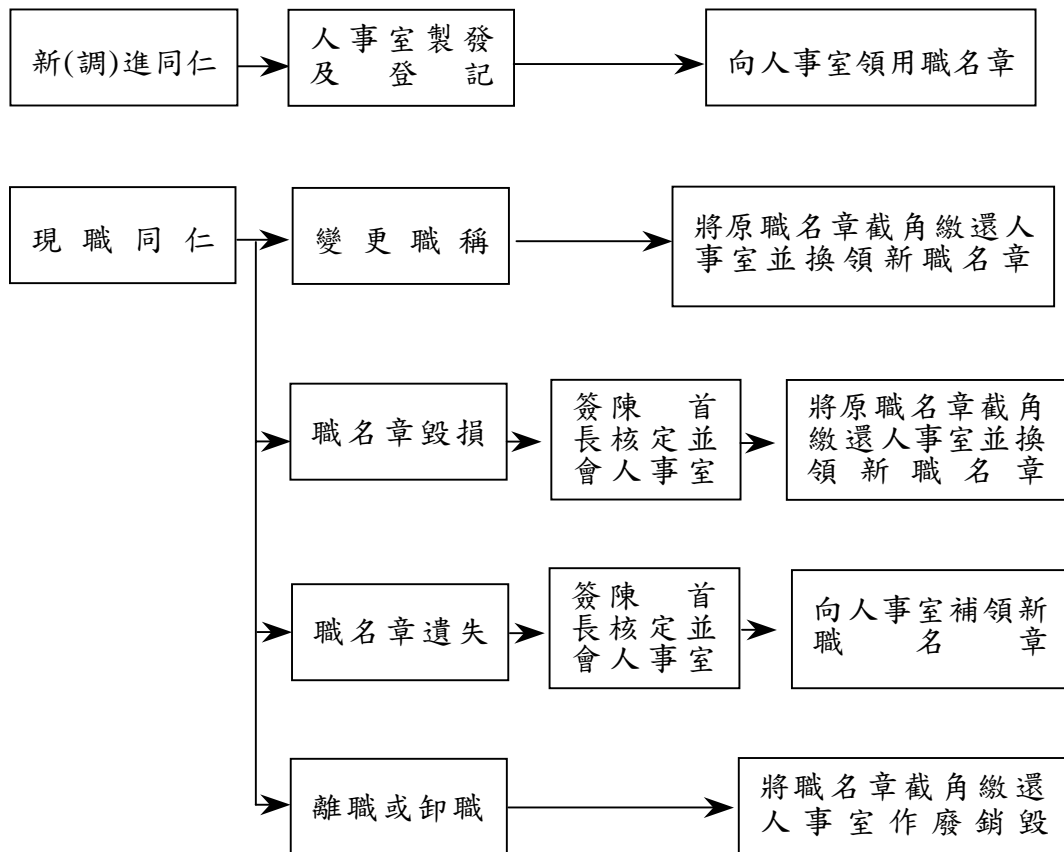 新(調)進同仁
人事室製發
及登記
向人事室領用職名章
現職同仁
變更職稱
將原職名章截角繳還人
事室並換領新職名章
職名章毀損
簽陳首
長核定並
會人事室
將原職名章截角
繳還人事室並換
領新職名章
職名章遺失
簽陳首
長核定並
會人事室
向人事室補領新
職名章
離職或卸職
將職名章截角繳還
人事室作廢銷毀